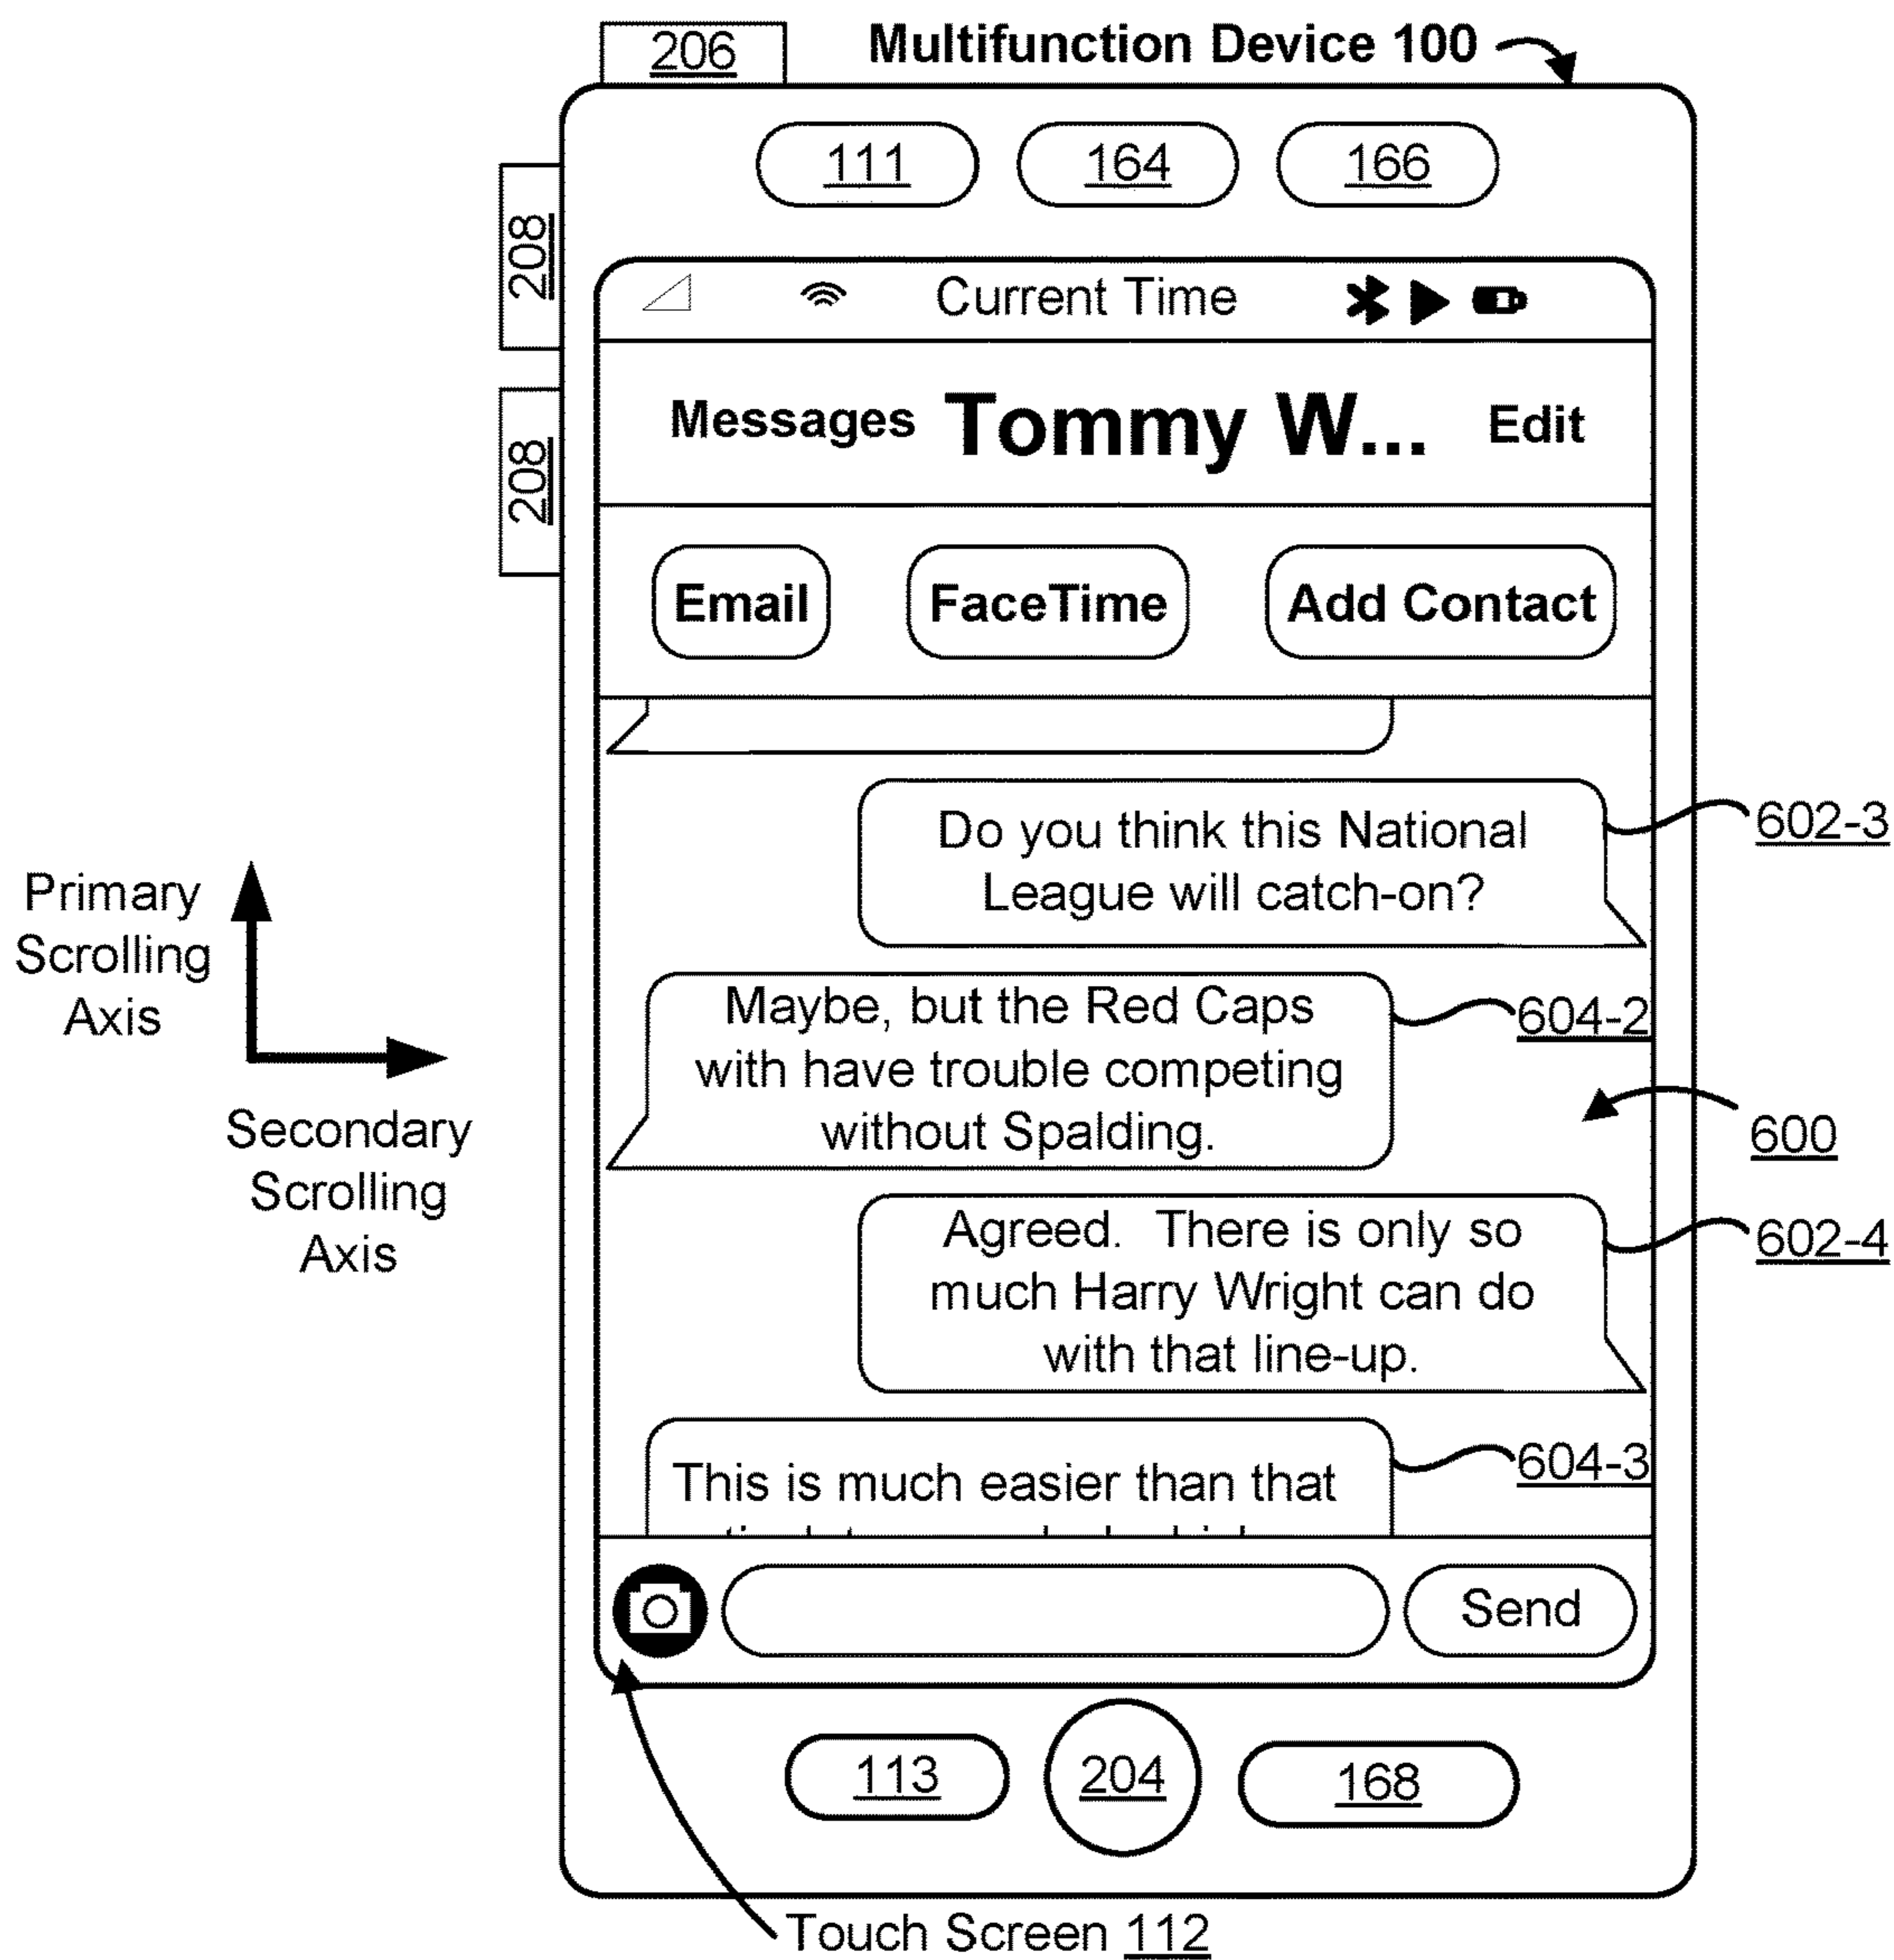 206
Multifunction Device 100
111 164 166
208
208
Current Time
Messages Tommy W... Edit
Email FaceTime Add Contact
Do you think this National
League will catch-on?
602-3
Primary
Scrolling
Axis
Secondary
Scrolling
Axis
Maybe, but the Red Caps
with have trouble competing
without Spalding.
604-2
600
Agreed. There is only so
much Harry Wright can do
with that line-up.
602-4
This is much easier than that
604-3
Send
113 204 168
Touch Screen 112